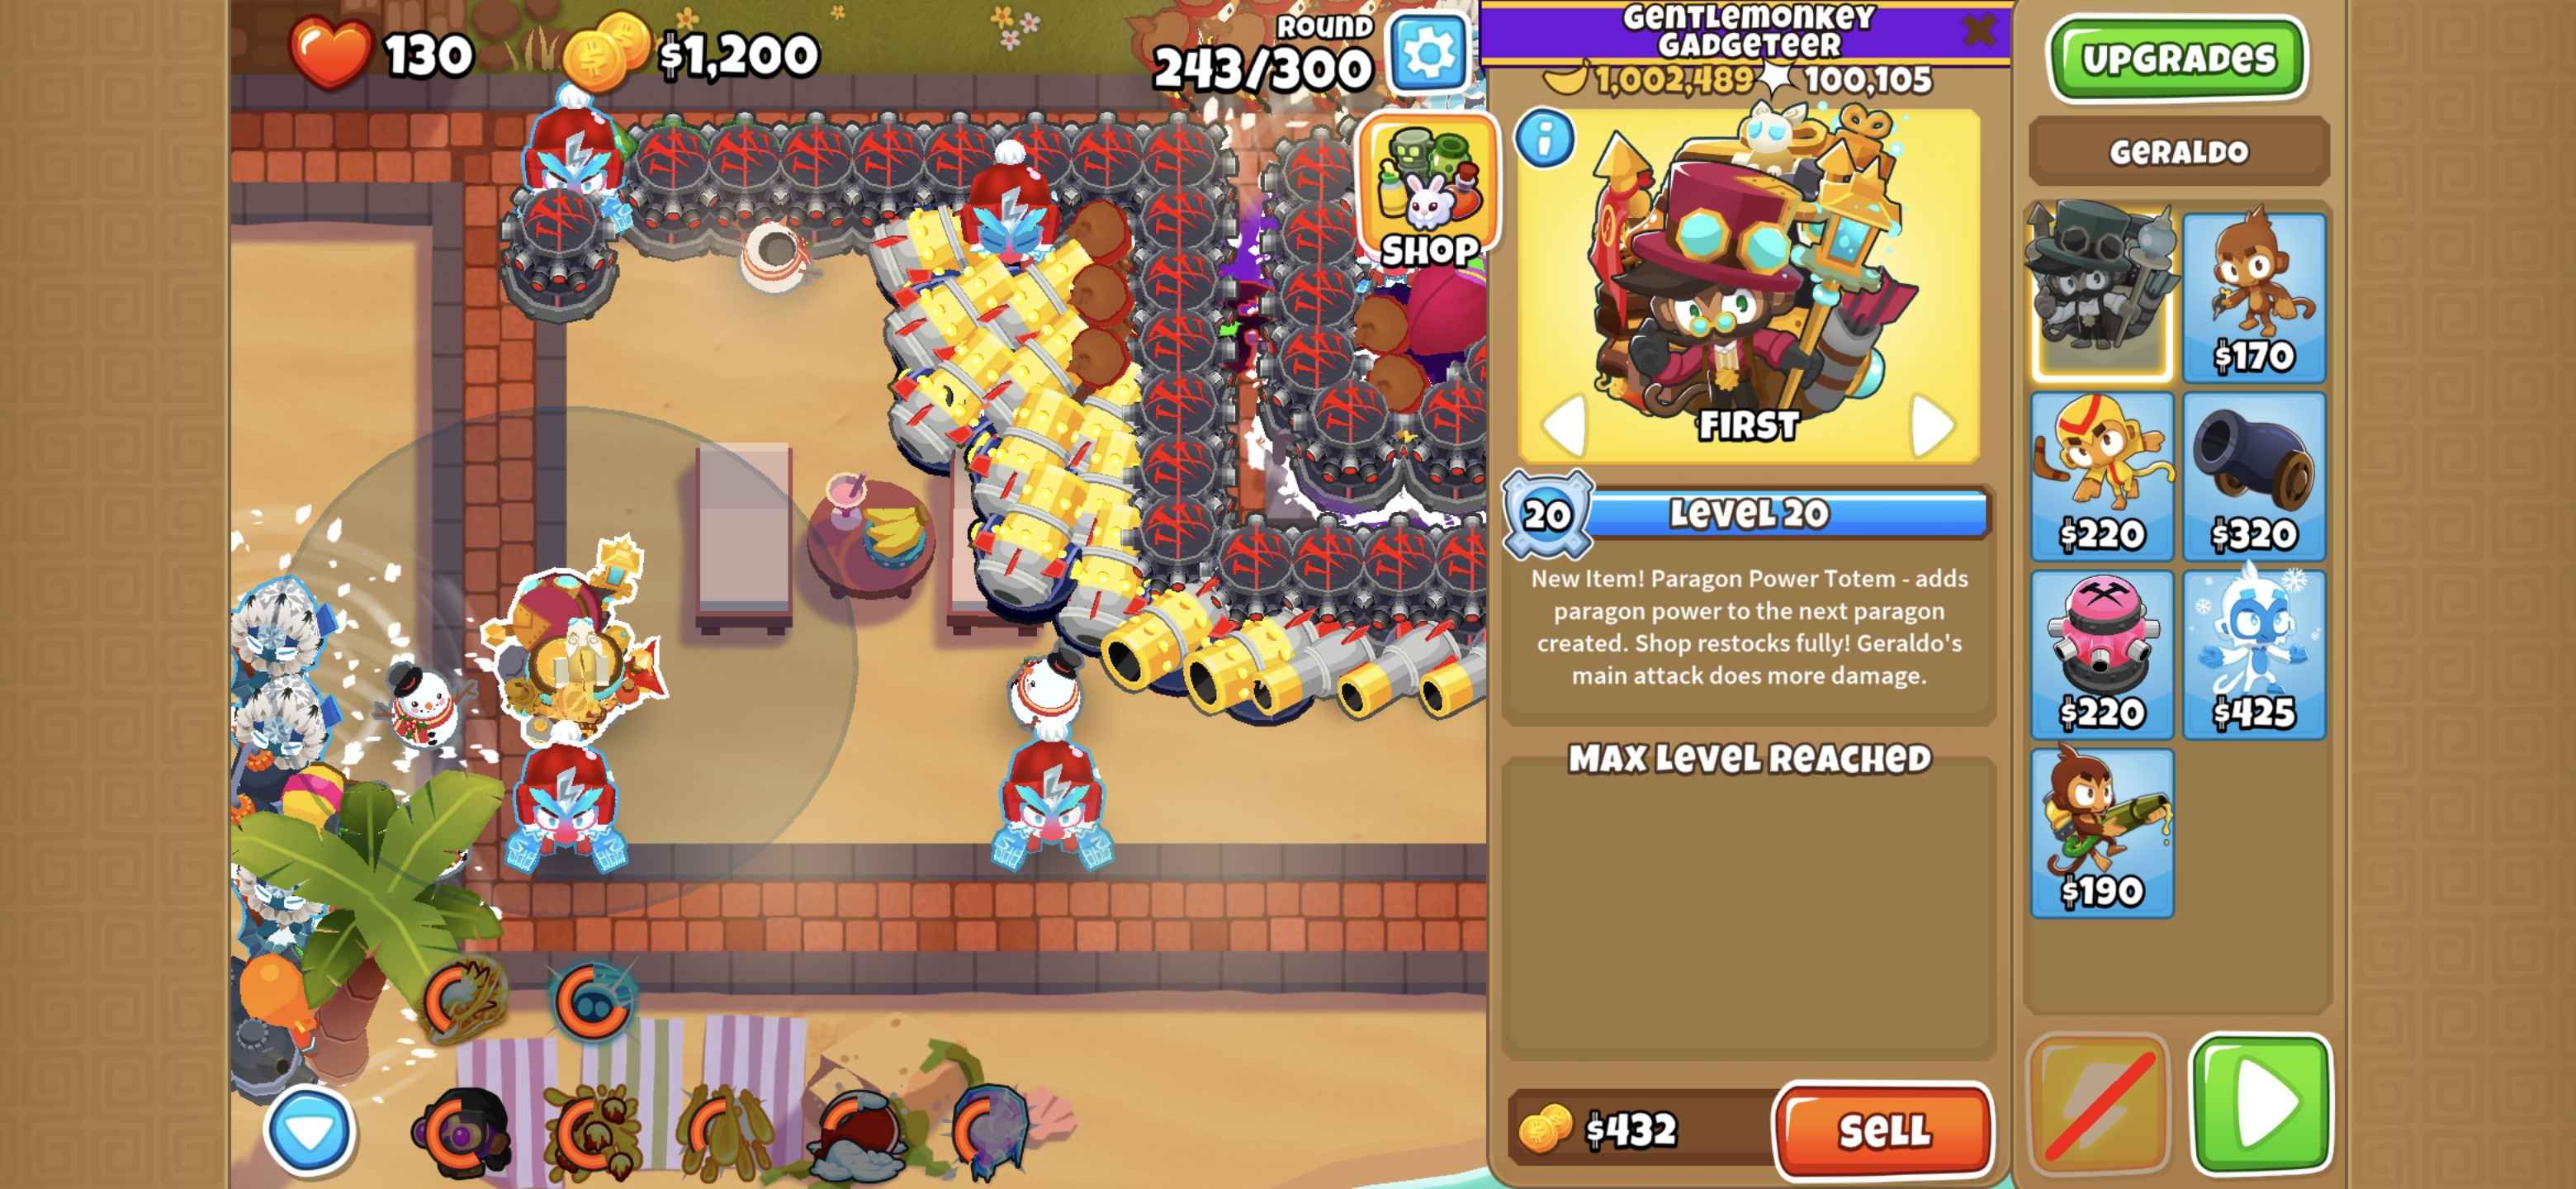 130
$1,200
ROUND
243/300
SHOP
GENTLEMONKEY
GADGETEER
1,002,489
100,105
FIRST
20
LEVEL 20
New Item! Paragon Power Totem - adds
paragon power to the next paragon
created. Shop restocks fully! Geraldo's
main attack does more damage.
MAX LEVEL REACHED
$432
SELL
UPGRADES
GERALDO
$170
$220
$320
$220
$425
$190